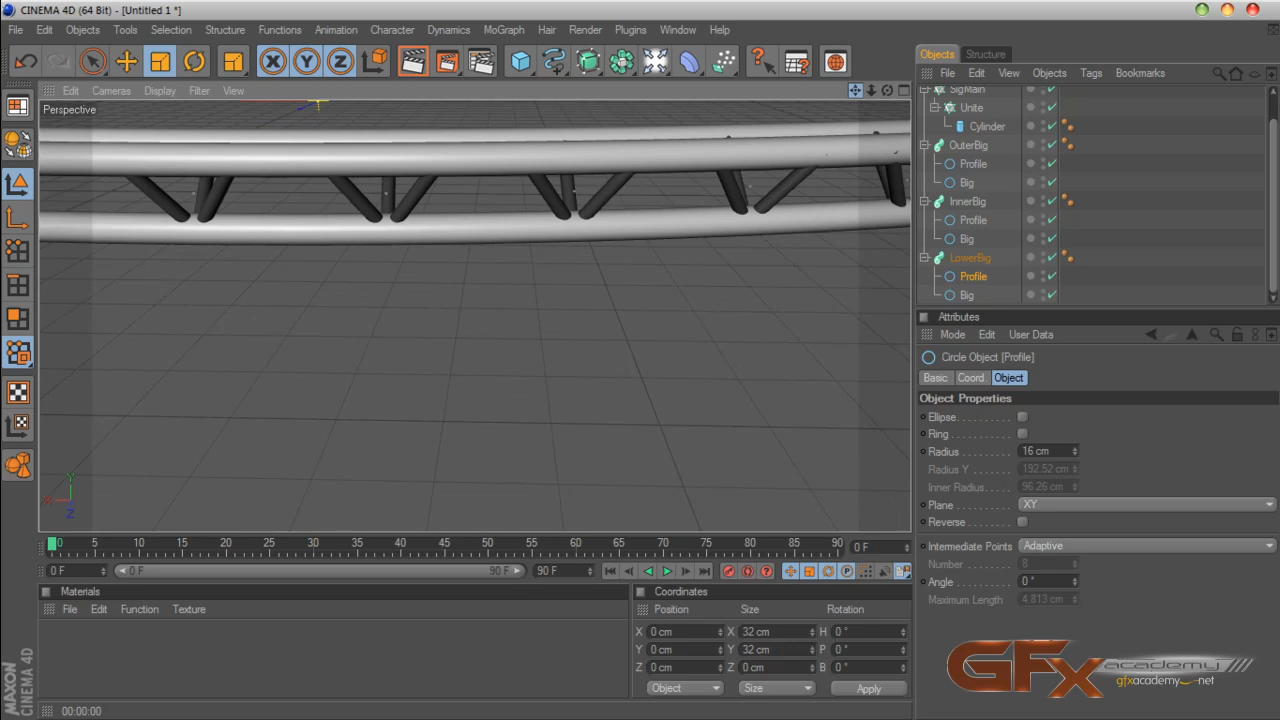 CINEMA 4D (64 Bit) - [Untitled 1 *]
File Edit Objects Tools Selection Structure Functions Animation Character Dynamics MoGraph Hair Render Plugins Window Help
Edit Cameras Display Filter View
Perspective
Y
X
Z
0 5 10 15 20 25 30 35 40 45 50 55 60 65 70 75 80 85 90 0 F
0 F 0 F 90 F 90 F
Materials
File Edit Function Texture
Coordinates
Position Size Rotation
X 0 cm X 32 cm H 0 °
Y 0 cm Y 32 cm P 0 °
Z 0 cm Z 0 cm B 0 °
Object Size Apply
00:00:00
MAXON
CINEMA 4D
Objects Structure
File Edit View Objects Tags Bookmarks
SigMain
Unite
Cylinder
OuterBig
Profile
Big
InnerBig
Profile
Big
LowerBig
Profile
Big
Attributes
Mode Edit User Data
Circle Object [Profile]
Basic Coord. Object
Object Properties
Ellipse
Ring
Radius 16 cm
Radius Y 192.52 cm
Inner Radius 96.26 cm
Plane XY
Reverse
Intermediate Points Adaptive
Number 8
Angle 0 °
Maximum Length 4.813 cm
GFx academy
gfxacademy.net